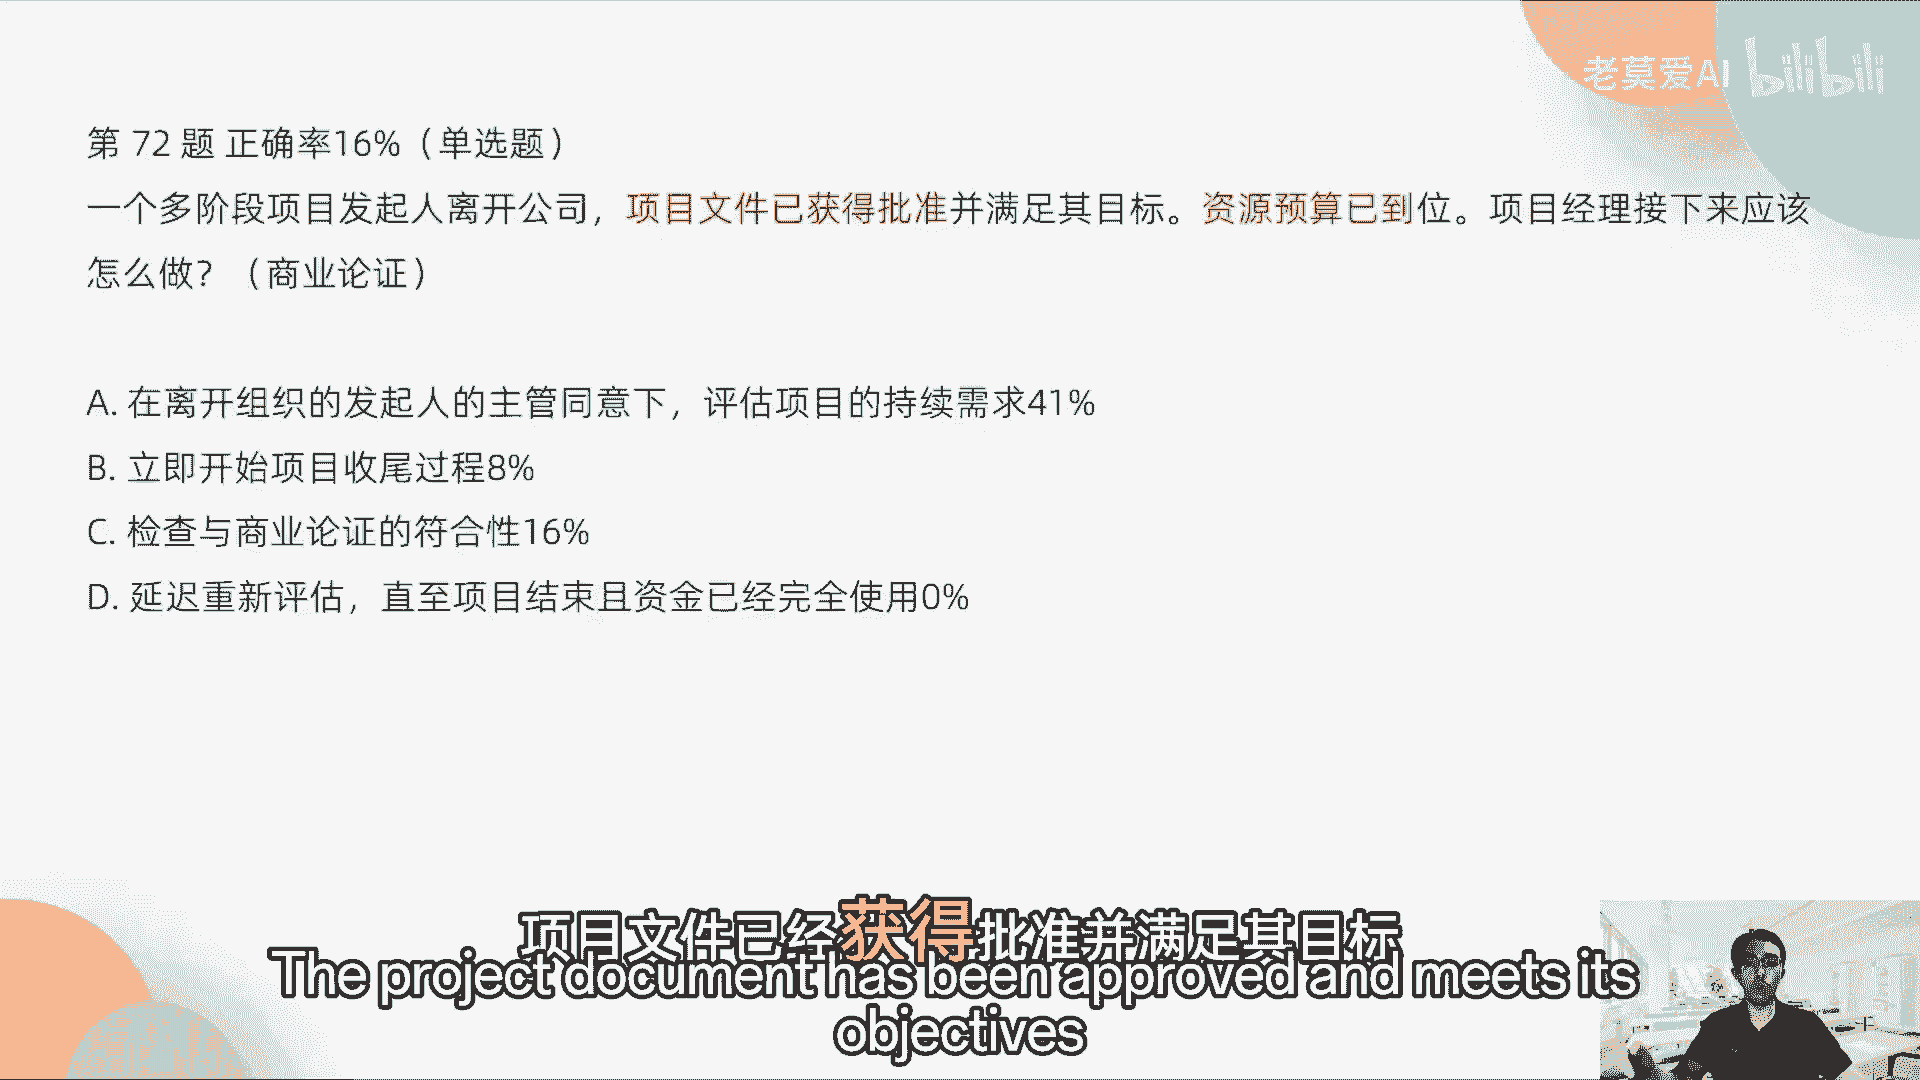 老莫爱AI bilibili
第 72 题 正确率16%（单选题）
一个多阶段项目发起人离开公司，项目文件已获得批准并满足其目标。资源预算已到位。项目经理接下来应该
怎么做？（商业论证）
A. 在离开组织的发起人的主管同意下，评估项目的持续需求41%
B. 立即开始项目收尾过程8%
C. 检查与商业论证的符合性16%
D. 延迟重新评估，直至项目结束且资金已经完全使用0%
项目文件已经获得批准并满足其目标
The project document has been approved and meets its
objectives